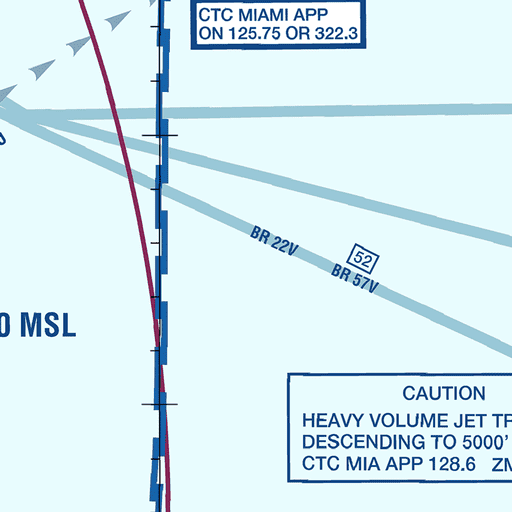 CTC MIAMI APP
ON 125.75 OR 322.3
BR 22V
52
BR 57V
0 MSL
CAUTION
HEAVY VOLUME JET TR
DESCENDING TO 5000'
CTC MIA APP 128.6 ZM